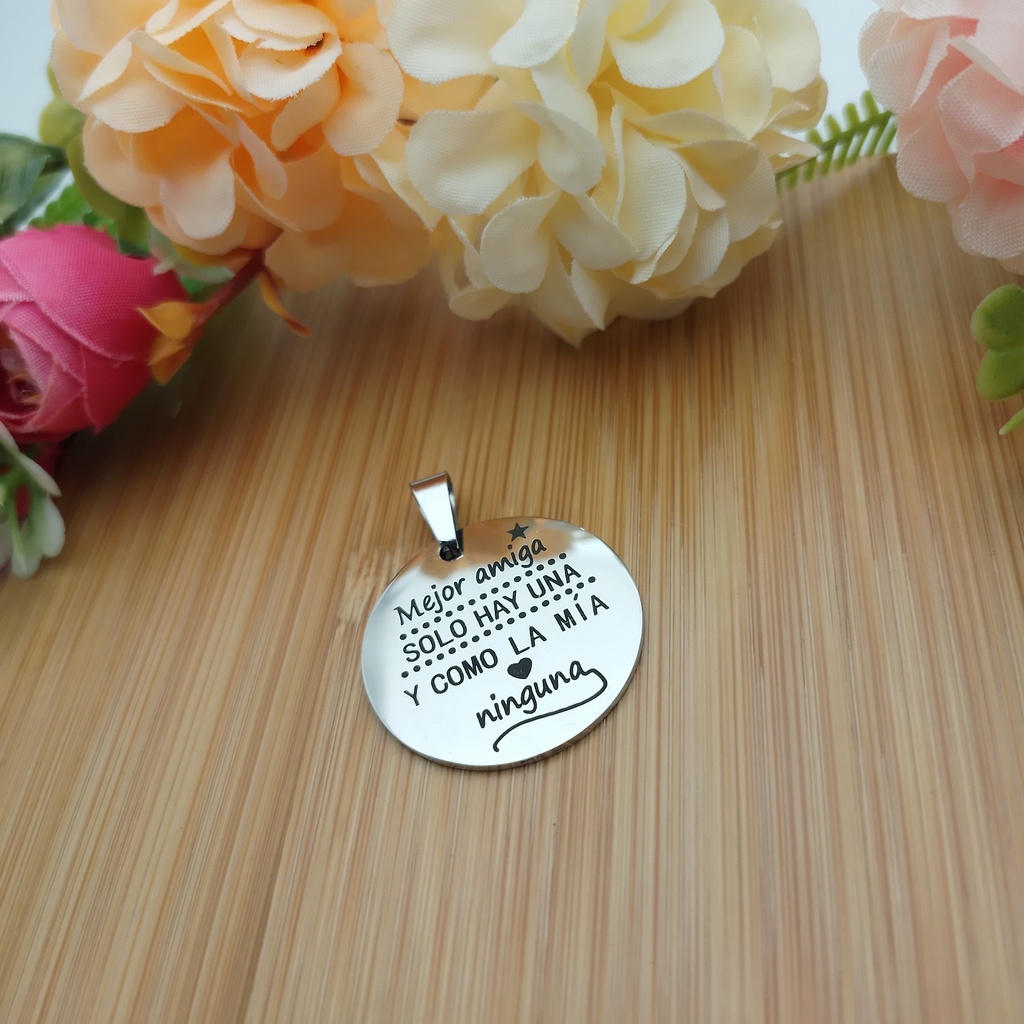 Mejor amiga
SOLO HAY UNA
Y COMO LA MÍA
ninguna